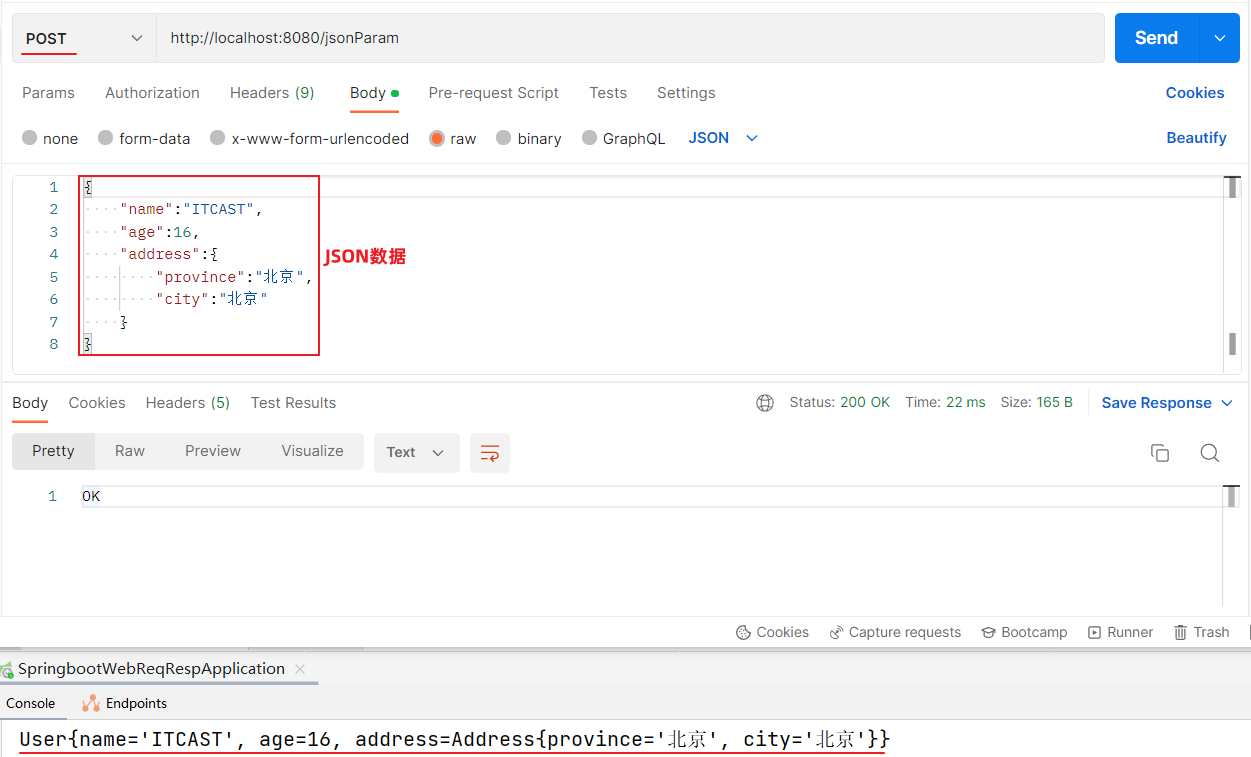 POST http://localhost:8080/jsonParam Send
Params Authorization Headers (9) Body Pre-request Script Tests Settings Cookies
none form-data x-www-form-urlencoded raw binary GraphQL JSON Beautify
1 {
2 "name":"ITCAST",
3 "age":16,
4 "address":{
JSON数据
5 "province":"北京",
6 "city":"北京"
7 }
8 }
Body Cookies Headers (5) Test Results Status: 200 OK Time: 22 ms Size: 165 B Save Response
Pretty Raw Preview Visualize Text
1 OK
Cookies Capture requests Bootcamp Runner Trash
SpringbootWebReqRespApplication
Console Endpoints
User{name='ITCAST', age=16, address=Address{province='北京', city='北京'}}